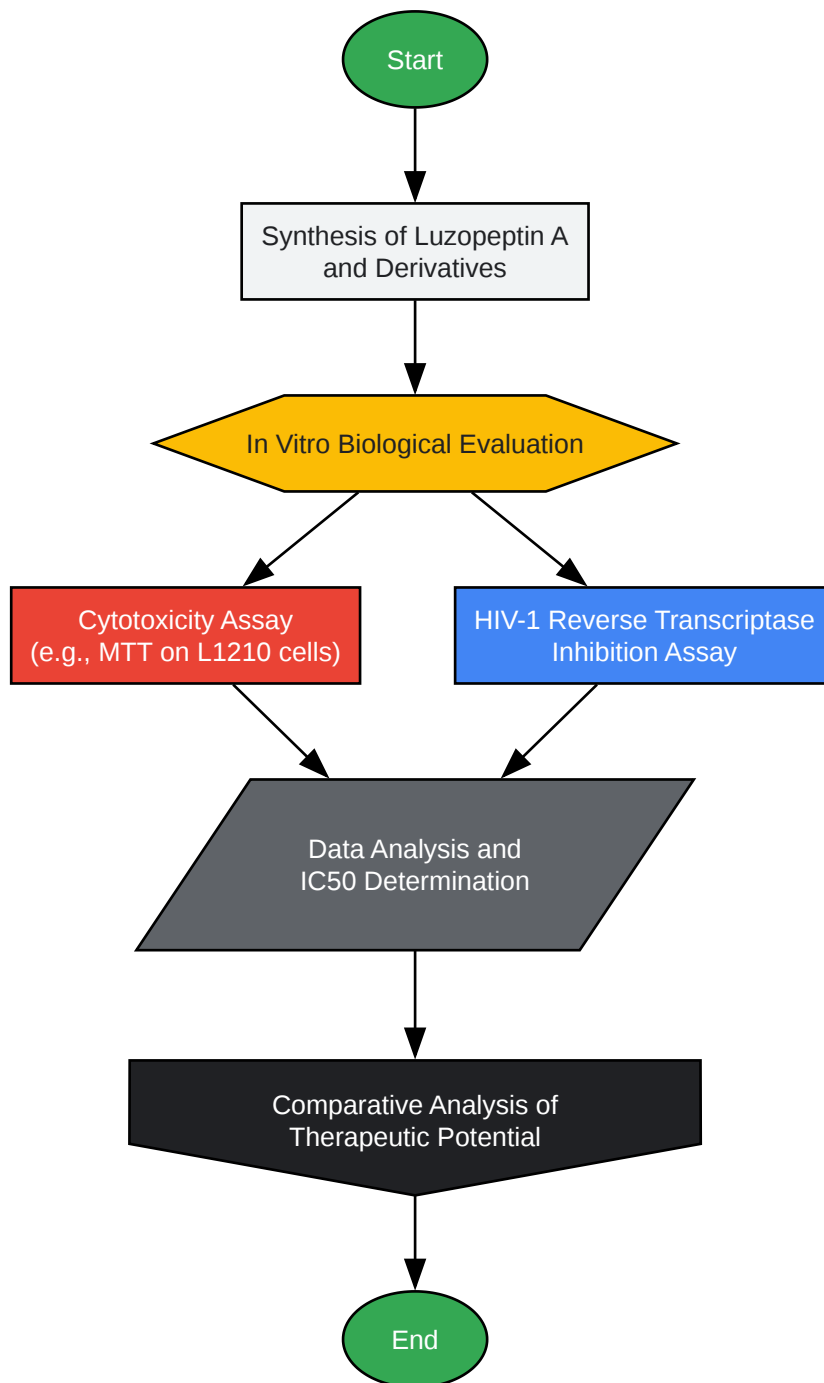 Start
Synthesis of Luzopeptin A
and Derivatives
In Vitro Biological Evaluation
Cytotoxicity Assay
(e.g., MTT on L1210 cells)
HIV-1 Reverse Transcriptase
Inhibition Assay
Data Analysis and
IC50 Determination
Comparative Analysis of
Therapeutic Potential
End